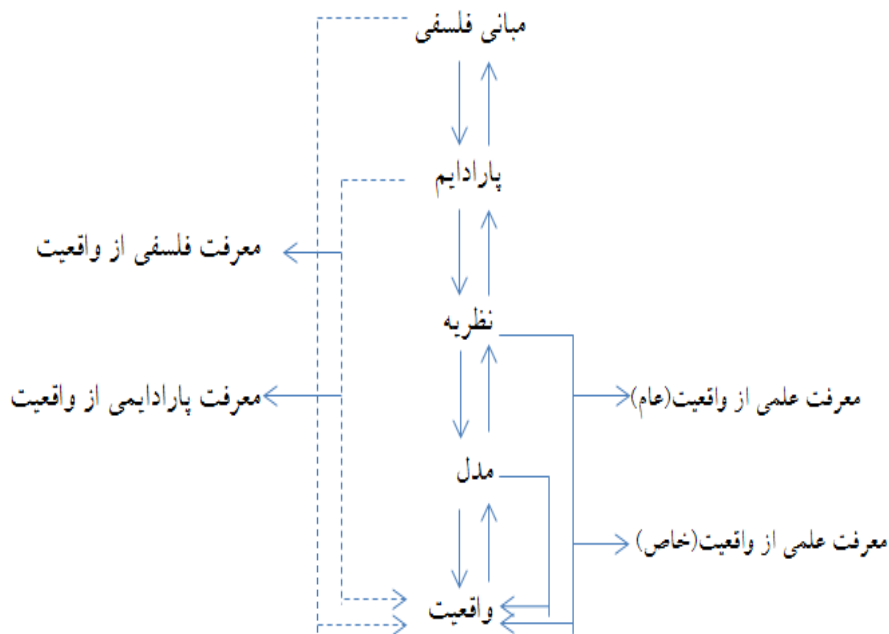 مبانی فلسفی
پارادایم
معرفت فلسفی از واقعیت
نظریه
معرفت علمی از واقعیت(عام)
معرفت پارادایمی از واقعیت
مدل
معرفت علمی از واقعیت(خاص)
واقعیت